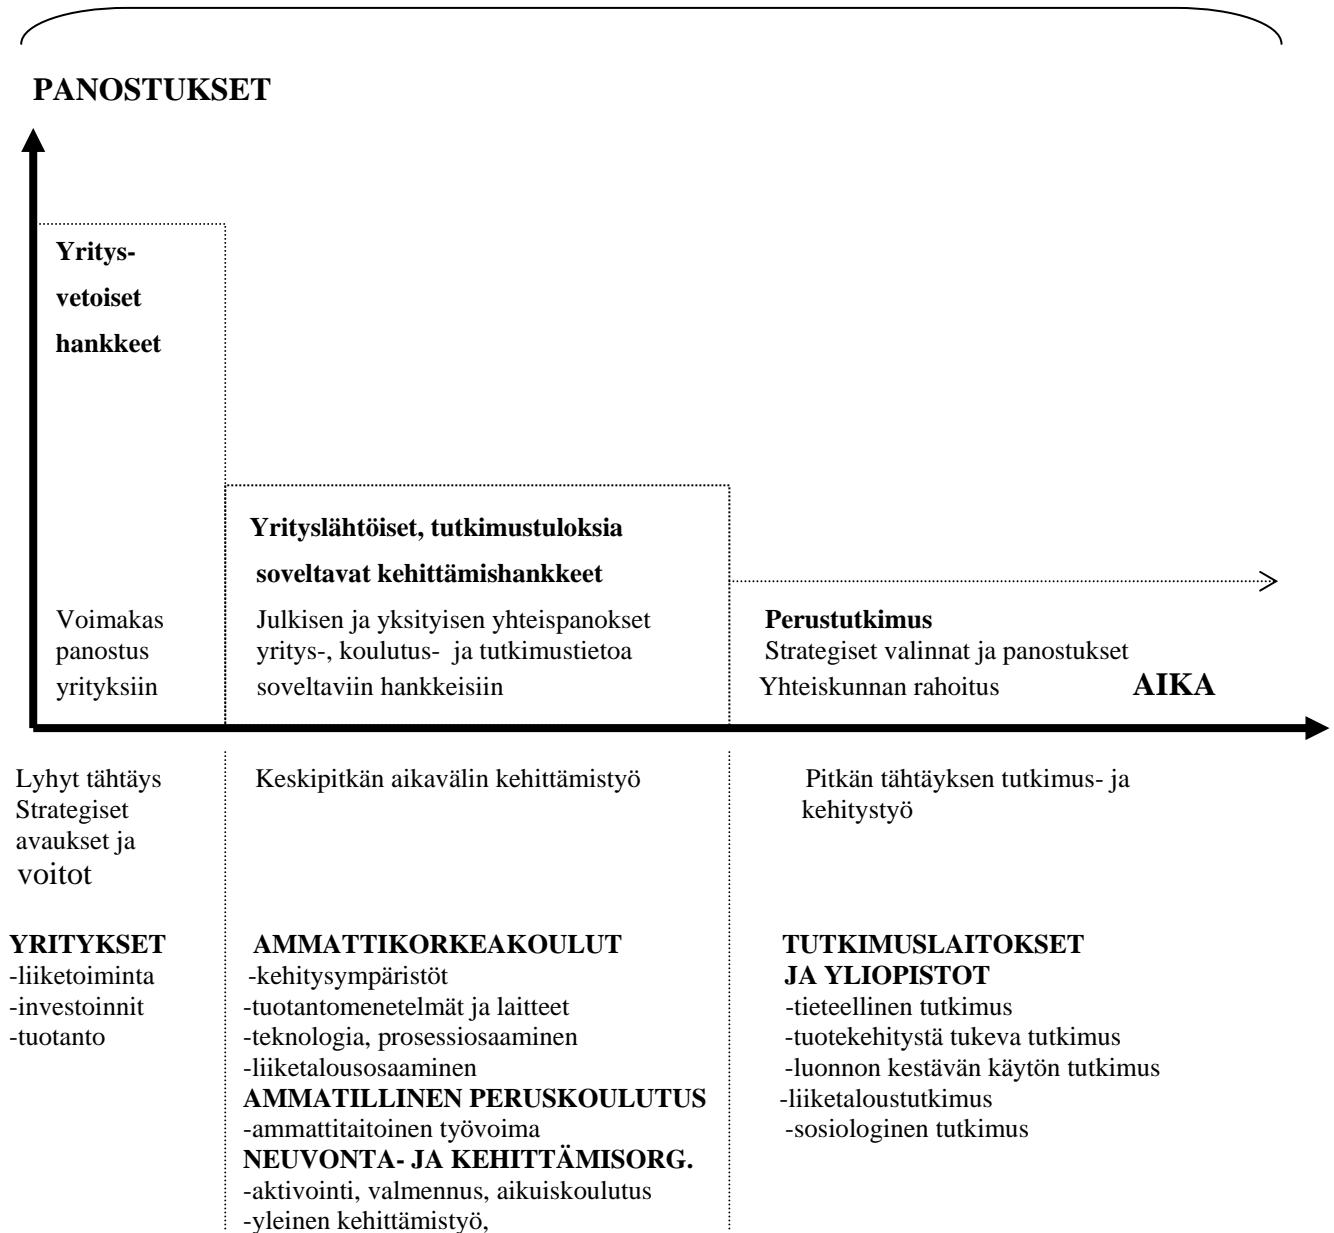 PANOSTUKSET
Yritys-
vetoiset
hankkeet
Voimakas
panostus
yrityksiin
Yrityslähtöiset, tutkimustuloksia
soveltavat kehittämishankkeet
Julkisen ja yksityisen yhteispanokset
yritys-, koulutus- ja tutkimustietoa
soveltaviin hankkeisiin
Perustutkimus
Strategiset valinnat ja panostukset
Yhteiskunnan rahoitus
AIKA
Lyhyt tähtäys
Strategiset
avaukset ja
voitot
Keskipitkän aikavälin kehittämistyö
Pitkän tähtäyksen tutkimus- ja
kehitystyö
YRITYKSET
-liiketoiminta
-investoinnit
-tuotanto
AMMATTIKORKEAKOULUT
-kehitysympäristöt
-tuotantomenetelmät ja laitteet
-teknologia, prosessiosaaminen
-liiketalousosaaminen
AMMATILLINEN PERUSKOULUTUS
-ammattitaitoinen työvoima
NEUVONTA- JA KEHITTÄMISORG.
-aktivointi, valmennus, aikuiskoulutus
-yleinen kehittämistyö,
TUTKIMUSLAITOKSET
JA YLIOPISTOT
-tieteellinen tutkimus
-tuotekehitystä tukeva tutkimus
-luonnon kestävän käytön tutkimus
-liiketaloustutkimus
-sosiologinen tutkimus